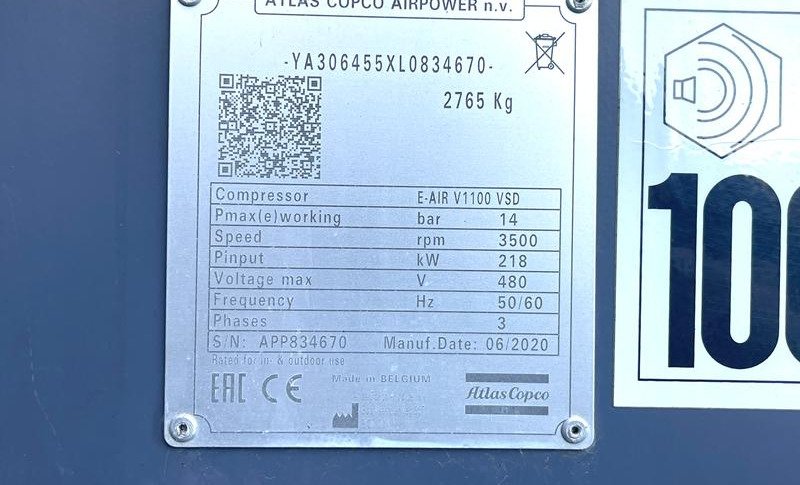 ATLAS COPCO AIRPOWER n.v.
-YA306455XL0834670-
2765 Kg
Compressor E-AIR V1100 VSD
Pmax(e)working bar 14
Speed rpm 3500
Pinput kW 218
Voltage max V 480
Frequency Hz 50/60
Phases 3
S/N: APP834670 Manuf.Date: 06/2020
Rated for in- & outdoor use
EAC CE
Made in BELGIUM
Atlas Copco
100